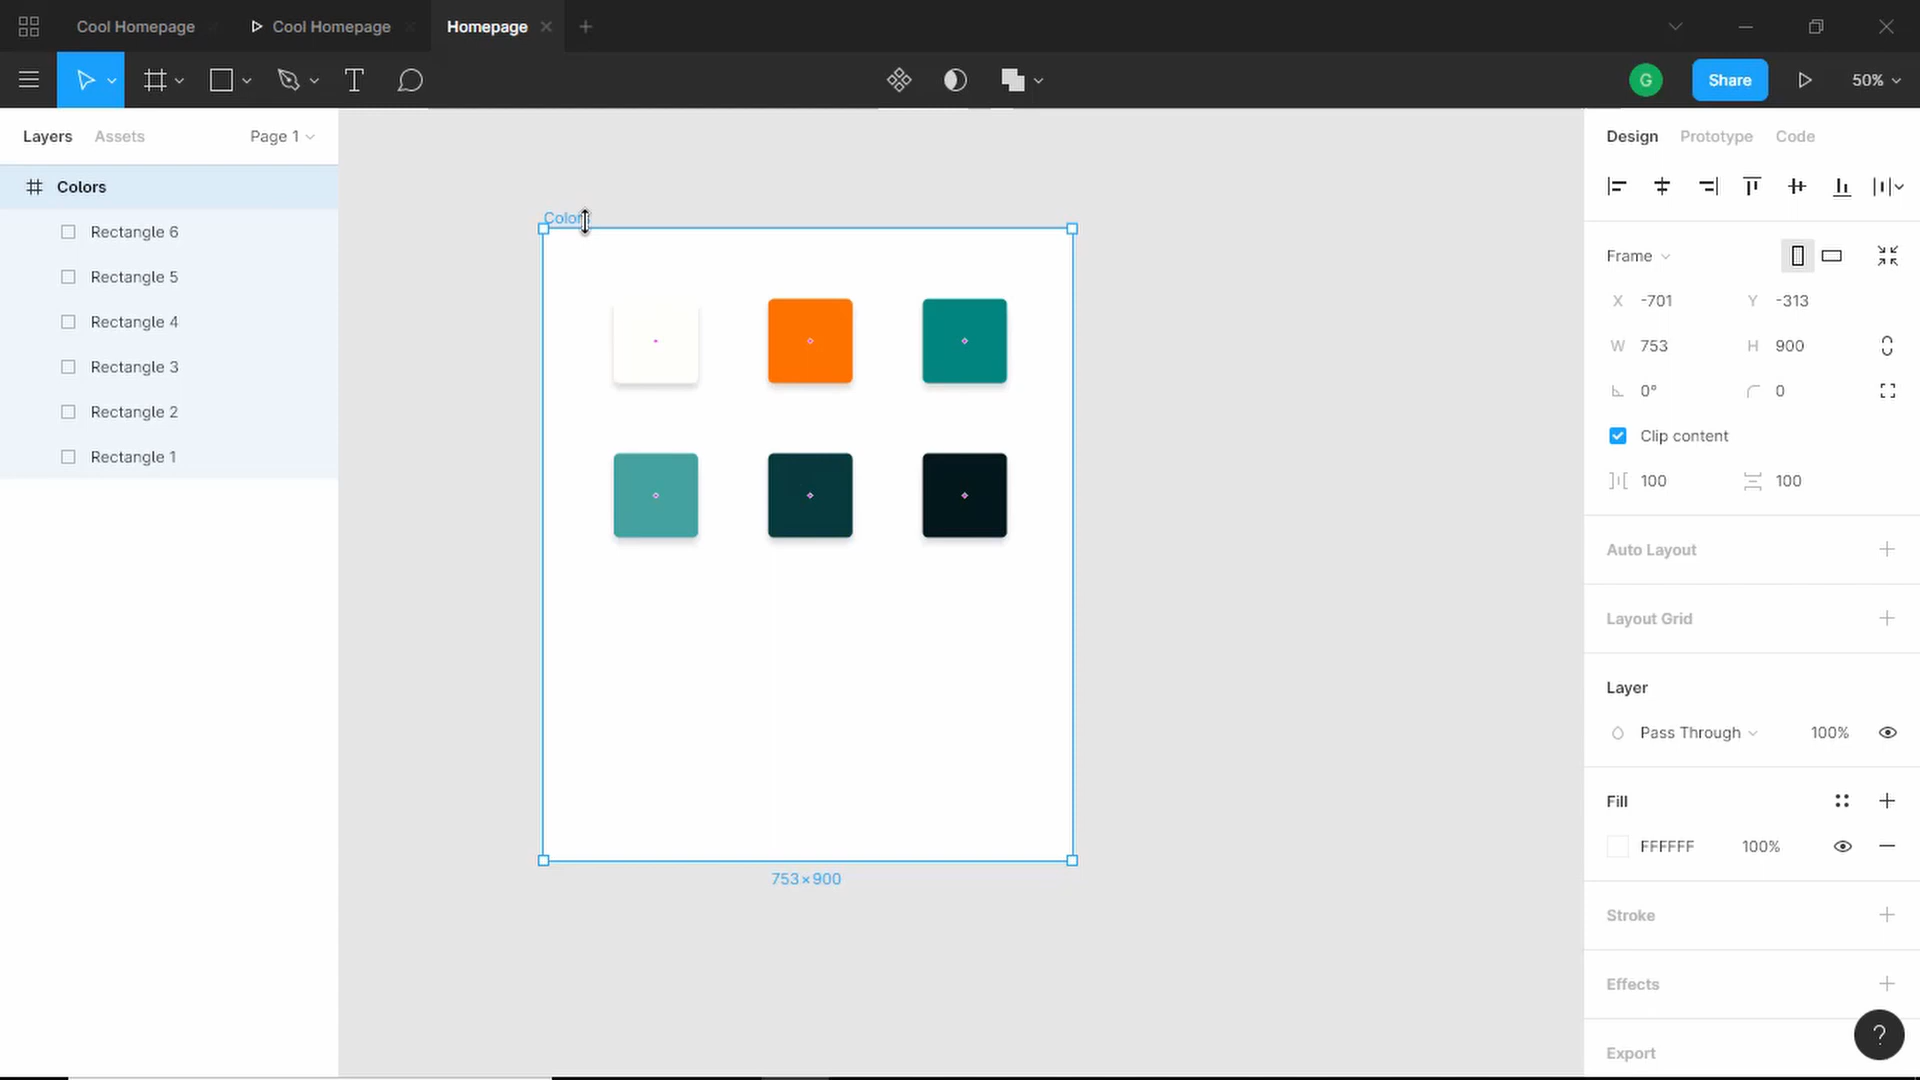 Cool Homepage
Cool Homepage
Homepage
T
G
Share
50%
Layers
Assets
Page 1
Colors
Rectangle 6
Rectangle 5
Rectangle 4
Rectangle 3
Rectangle 2
Rectangle 1
Colors
753×900
Design
Prototype
Code
Frame
X -701
Y -313
W 753
H 900
0°
0
Clip content
100
100
Auto Layout
Layout Grid
Layer
Pass Through
100%
Fill
FFFFFF
100%
Stroke
Effects
Export
?